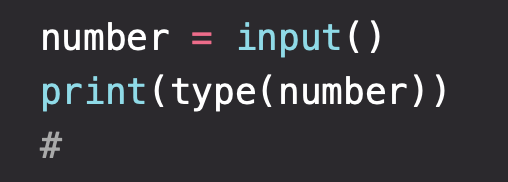 number = input()
print(type(number))
#